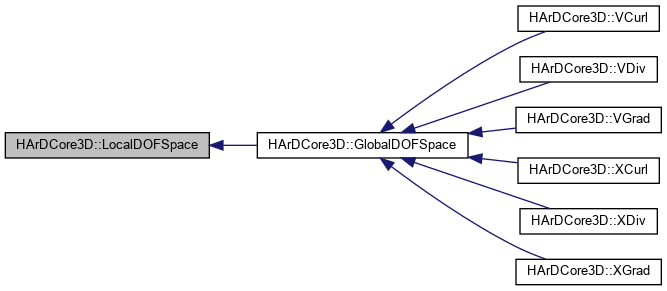 HArDCore3D::VCurl
HArDCore3D::VDiv
HArDCore3D::VGrad
HArDCore3D::LocalDOFSpace
HArDCore3D::GlobalDOFSpace
HArDCore3D::XCurl
HArDCore3D::XDiv
HArDCore3D::XGrad